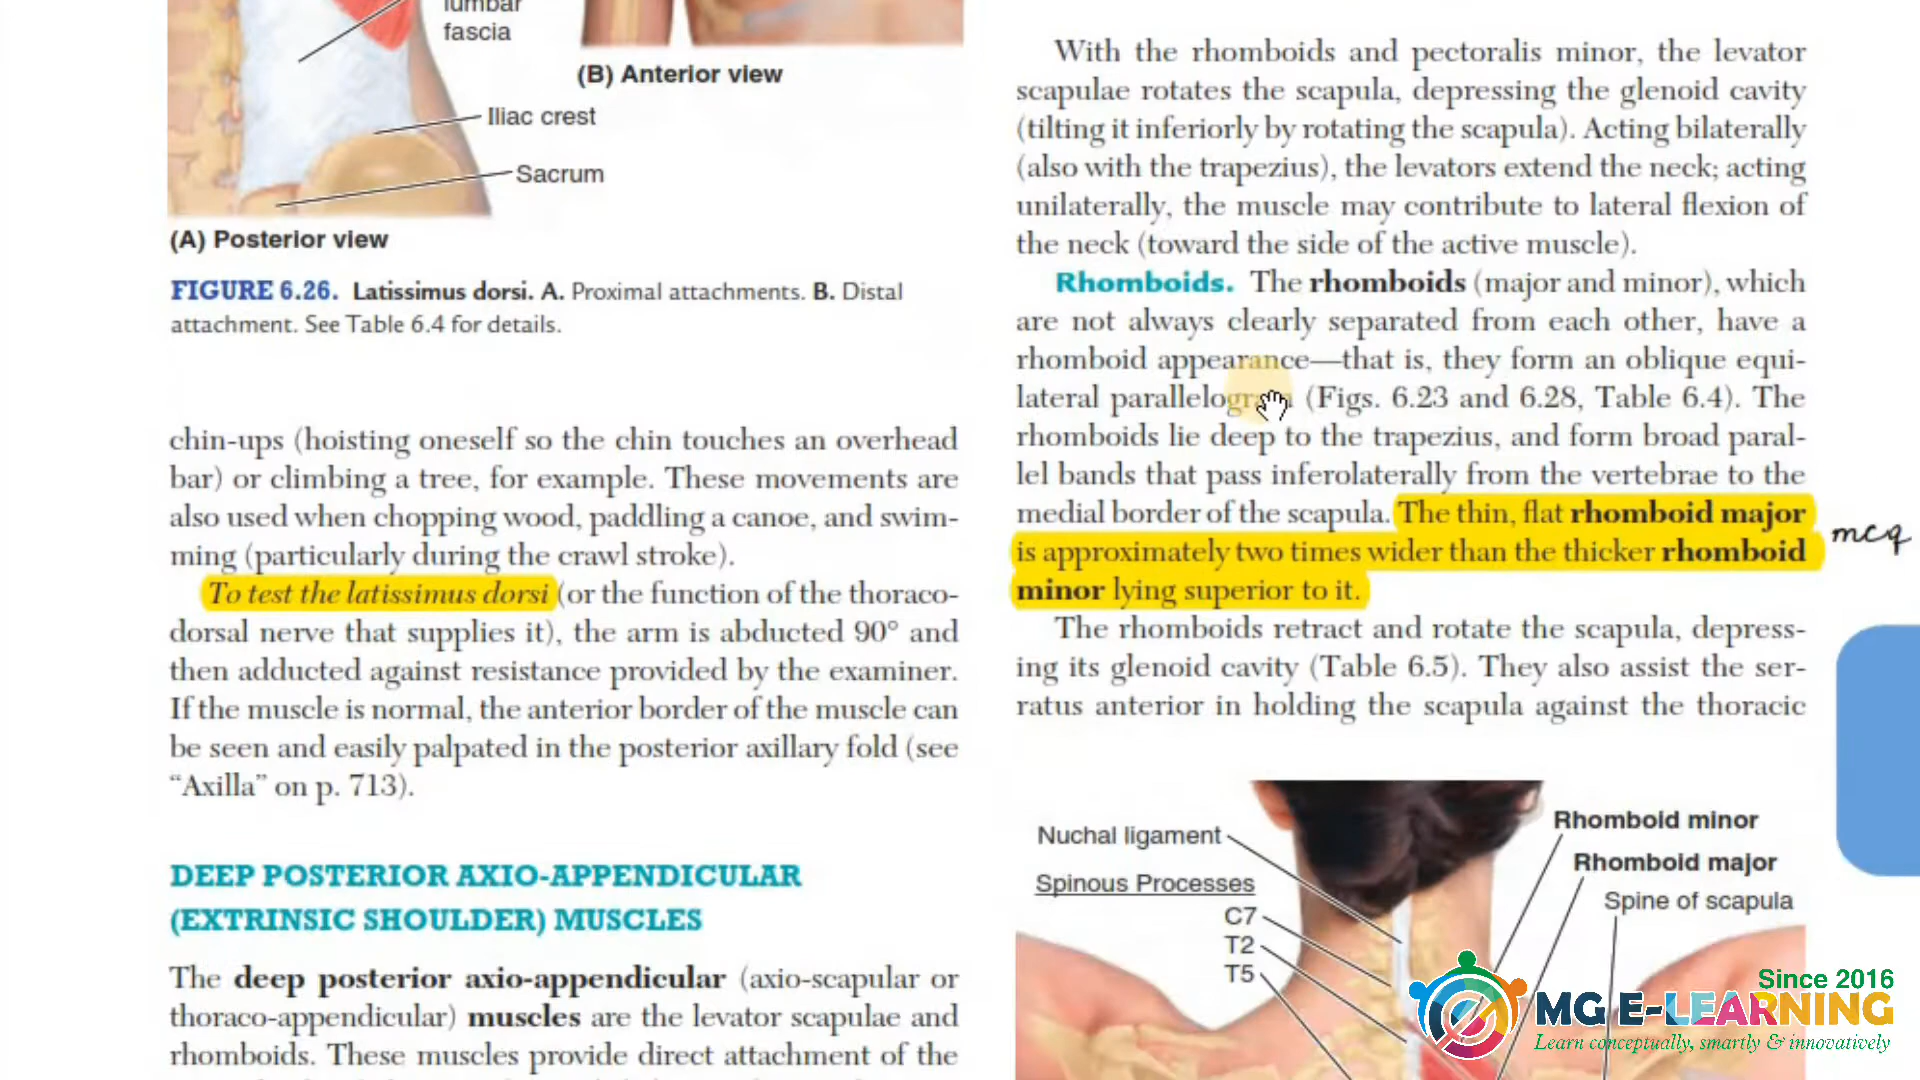 lumbar
fascia
(B) Anterior view
Iliac crest
Sacrum
(A) Posterior view
FIGURE 6.26. Latissimus dorsi. A. Proximal attachments. B. Distal
attachment. See Table 6.4 for details.
chin-ups (hoisting oneself so the chin touches an overhead
bar) or climbing a tree, for example. These movements are
also used when chopping wood, paddling a canoe, and swim-
ming (particularly during the crawl stroke).
To test the latissimus dorsi (or the function of the thoraco-
dorsal nerve that supplies it), the arm is abducted 90° and
then adducted against resistance provided by the examiner.
If the muscle is normal, the anterior border of the muscle can
be seen and easily palpated in the posterior axillary fold (see
“Axilla” on p. 713).
DEEP POSTERIOR AXIO-APPENDICULAR
(EXTRINSIC SHOULDER) MUSCLES
The deep posterior axio-appendicular (axio-scapular or
thoraco-appendicular) muscles are the levator scapulae and
rhomboids. These muscles provide direct attachment of the
With the rhomboids and pectoralis minor, the levator
scapulae rotates the scapula, depressing the glenoid cavity
(tilting it inferiorly by rotating the scapula). Acting bilaterally
(also with the trapezius), the levators extend the neck; acting
unilaterally, the muscle may contribute to lateral flexion of
the neck (toward the side of the active muscle).
Rhomboids. The rhomboids (major and minor), which
are not always clearly separated from each other, have a
rhomboid appearance—that is, they form an oblique equi-
lateral parallelogram (Figs. 6.23 and 6.28, Table 6.4). The
rhomboids lie deep to the trapezius, and form broad paral-
lel bands that pass inferolaterally from the vertebrae to the
medial border of the scapula. The thin, flat rhomboid major
is approximately two times wider than the thicker rhomboid
minor lying superior to it.
mcq
The rhomboids retract and rotate the scapula, depress-
ing its glenoid cavity (Table 6.5). They also assist the ser-
ratus anterior in holding the scapula against the thoracic
Nuchal ligament
Spinous Processes
C7
T2
T5
Rhomboid minor
Rhomboid major
Spine of scapula
Since 2016
MG E-LEARNING
Learn conceptually, smartly & innovatively